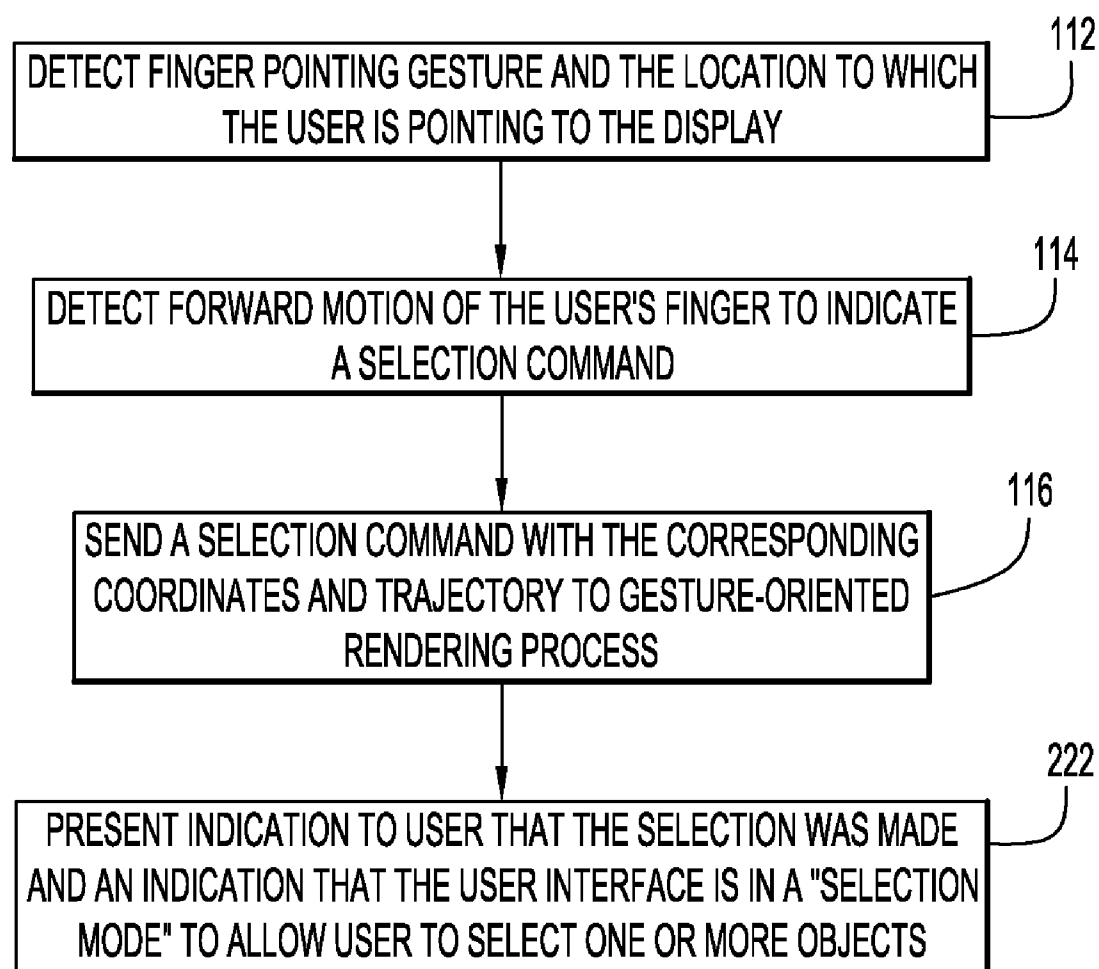 112
DETECT FINGER POINTING GESTURE AND THE LOCATION TO WHICH
THE USER IS POINTING TO THE DISPLAY
114
DETECT FORWARD MOTION OF THE USER'S FINGER TO INDICATE
A SELECTION COMMAND
116
SEND A SELECTION COMMAND WITH THE CORRESPONDING
COORDINATES AND TRAJECTORY TO GESTURE-ORIENTED
RENDERING PROCESS
222
PRESENT INDICATION TO USER THAT THE SELECTION WAS MADE
AND AN INDICATION THAT THE USER INTERFACE IS IN A "SELECTION
MODE" TO ALLOW USER TO SELECT ONE OR MORE OBJECTS